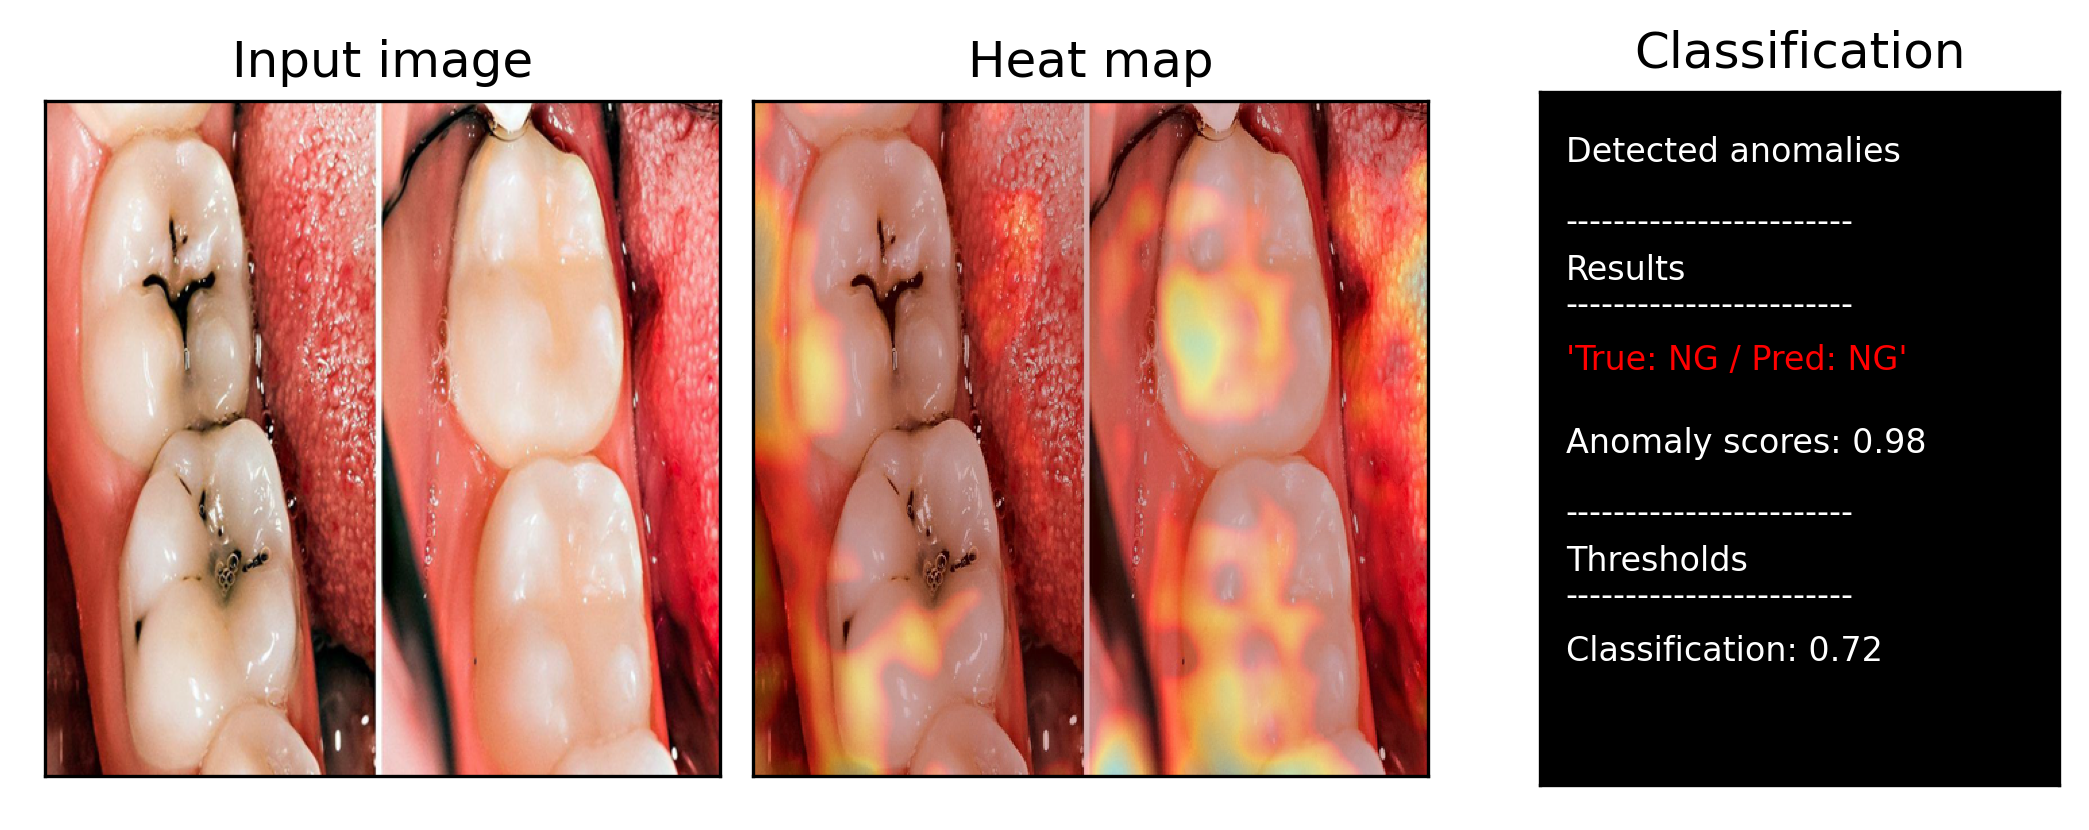 Input image
Heat map
Classification
Detected anomalies
------------------------
Results
------------------------
'True: NG / Pred: NG'
Anomaly scores: 0.98
------------------------
Thresholds
------------------------
Classification: 0.72